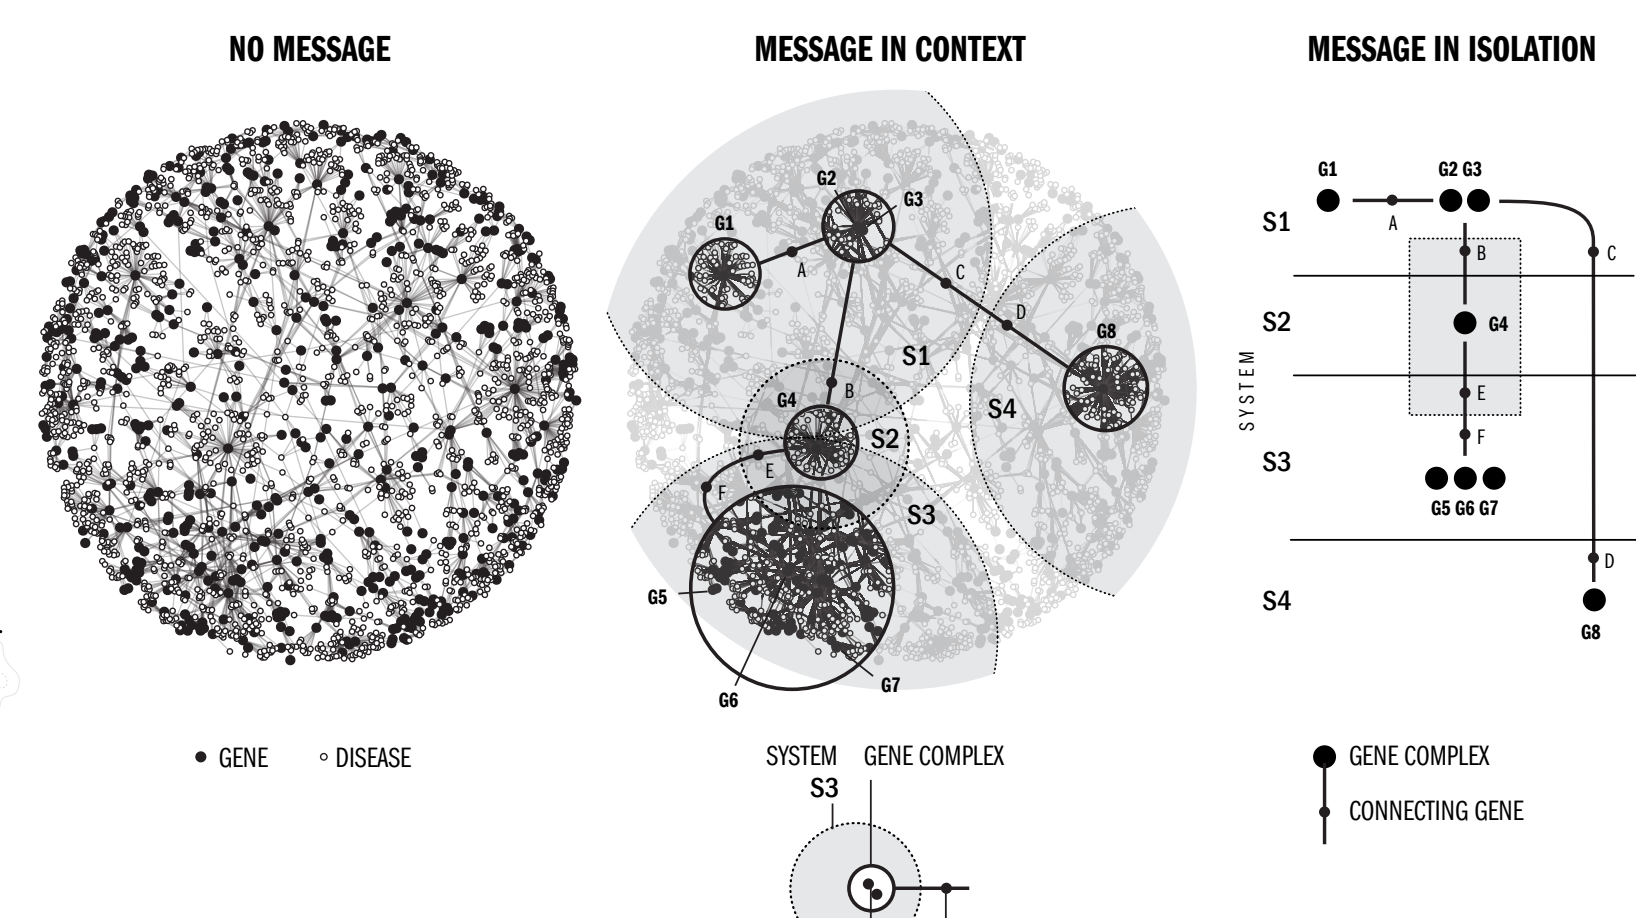 NO MESSAGE
MESSAGE IN CONTEXT
MESSAGE IN ISOLATION
G1
G2
G3
A
C
D
G8
S1
B
G4
S2
S4
E
F
S3
G5
G6
G7
G1
G2 G3
S1
A
B
C
S2
G4
SYSTEM
E
F
S3
G5 G6 G7
D
S4
G8
GENE
DISEASE
SYSTEM
GENE COMPLEX
S3
GENE COMPLEX
CONNECTING GENE